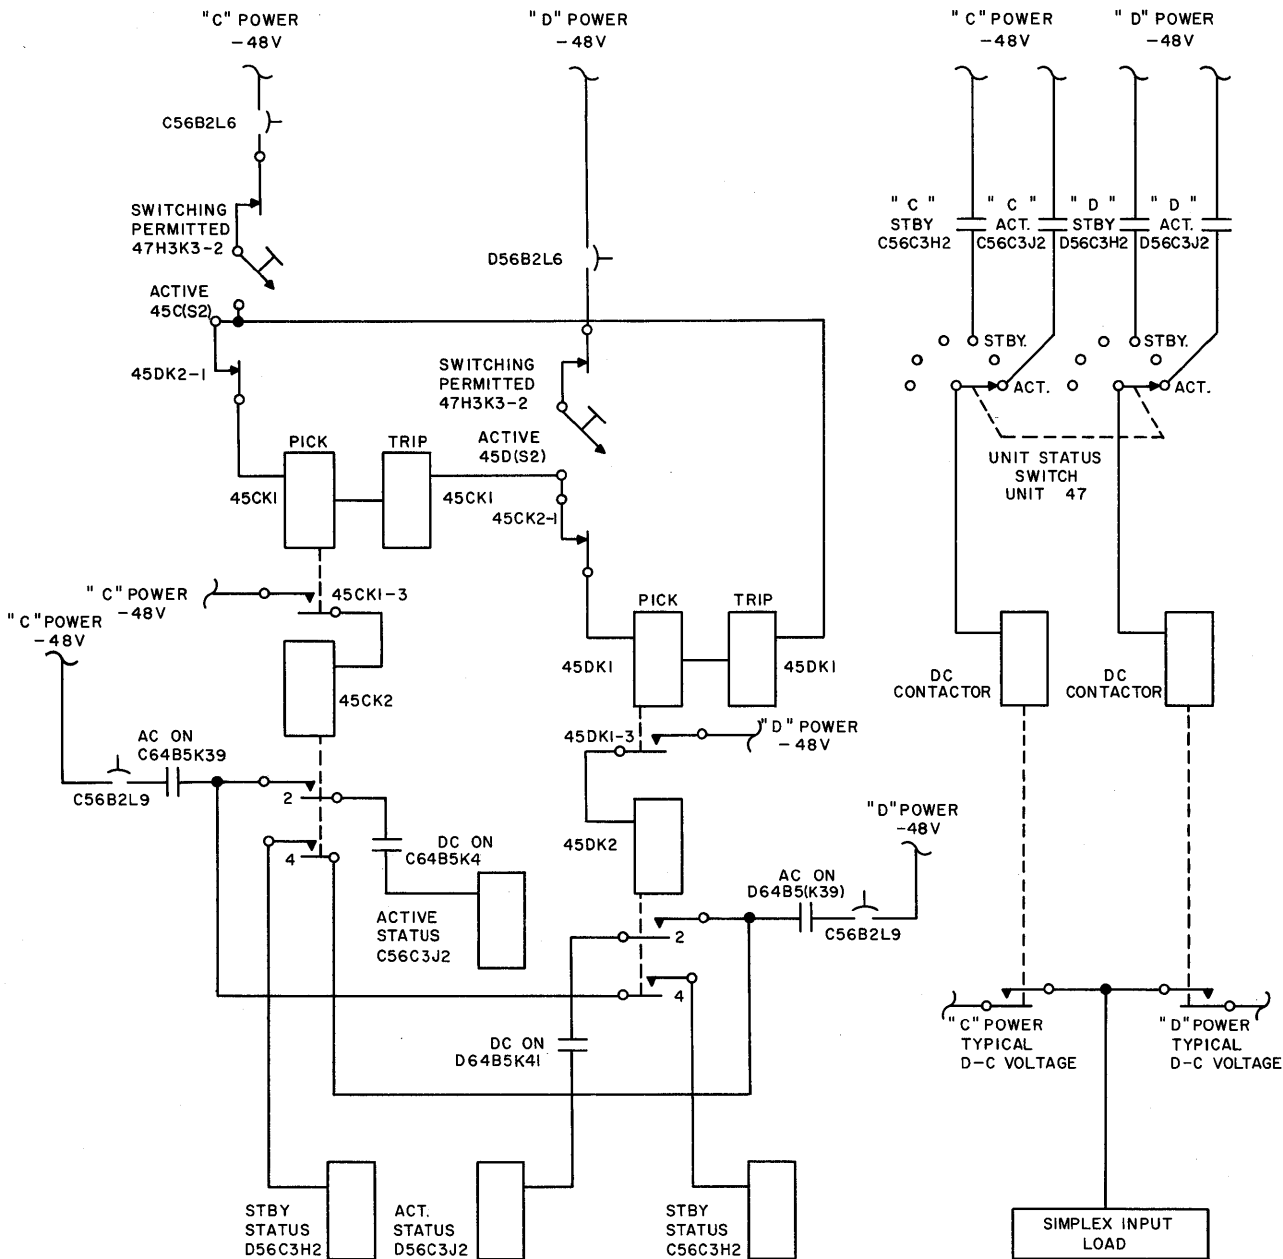 "C" POWER
-48V
"D" POWER
-48V
"C" POWER
-48V
"D" POWER
-48V
C56B2L6
SWITCHING
PERMITTED
47H3K3-2
ACTIVE
45C(S2)
45DK2-1
D56B2L6
SWITCHING
PERMITTED
47H3K3-2
ACTIVE
45D(S2)
45CK2-1
"C"
STBY
C56C3H2
"C"
ACT.
C56C3J2
"D"
STBY
D56C3H2
"D"
ACT.
D56C3J2
STBY.
STBY.
ACT.
ACT.
UNIT STATUS
SWITCH
UNIT 47
PICK
TRIP
45CK1
45CK1
"C" POWER
-48V
45CK1-3
"C" POWER
-48V
45CK2
AC ON
C64B5K39
C56B2L9
2
4
DC ON
C64B5K4
ACTIVE
STATUS
C56C3J2
PICK
TRIP
45DK1
45DK1
45DK1-3
"D" POWER
-48V
45DK2
"D" POWER
-48V
AC ON
D64B5(K39)
C56B2L9
2
4
DC ON
D64B5K41
DC
CONTACTOR
DC
CONTACTOR
"C" POWER
TYPICAL
D-C VOLTAGE
"D" POWER
TYPICAL
D-C VOLTAGE
STBY
STATUS
D56C3H2
ACT.
STATUS
D56C3J2
STBY
STATUS
C56C3H2
SIMPLEX INPUT
LOAD